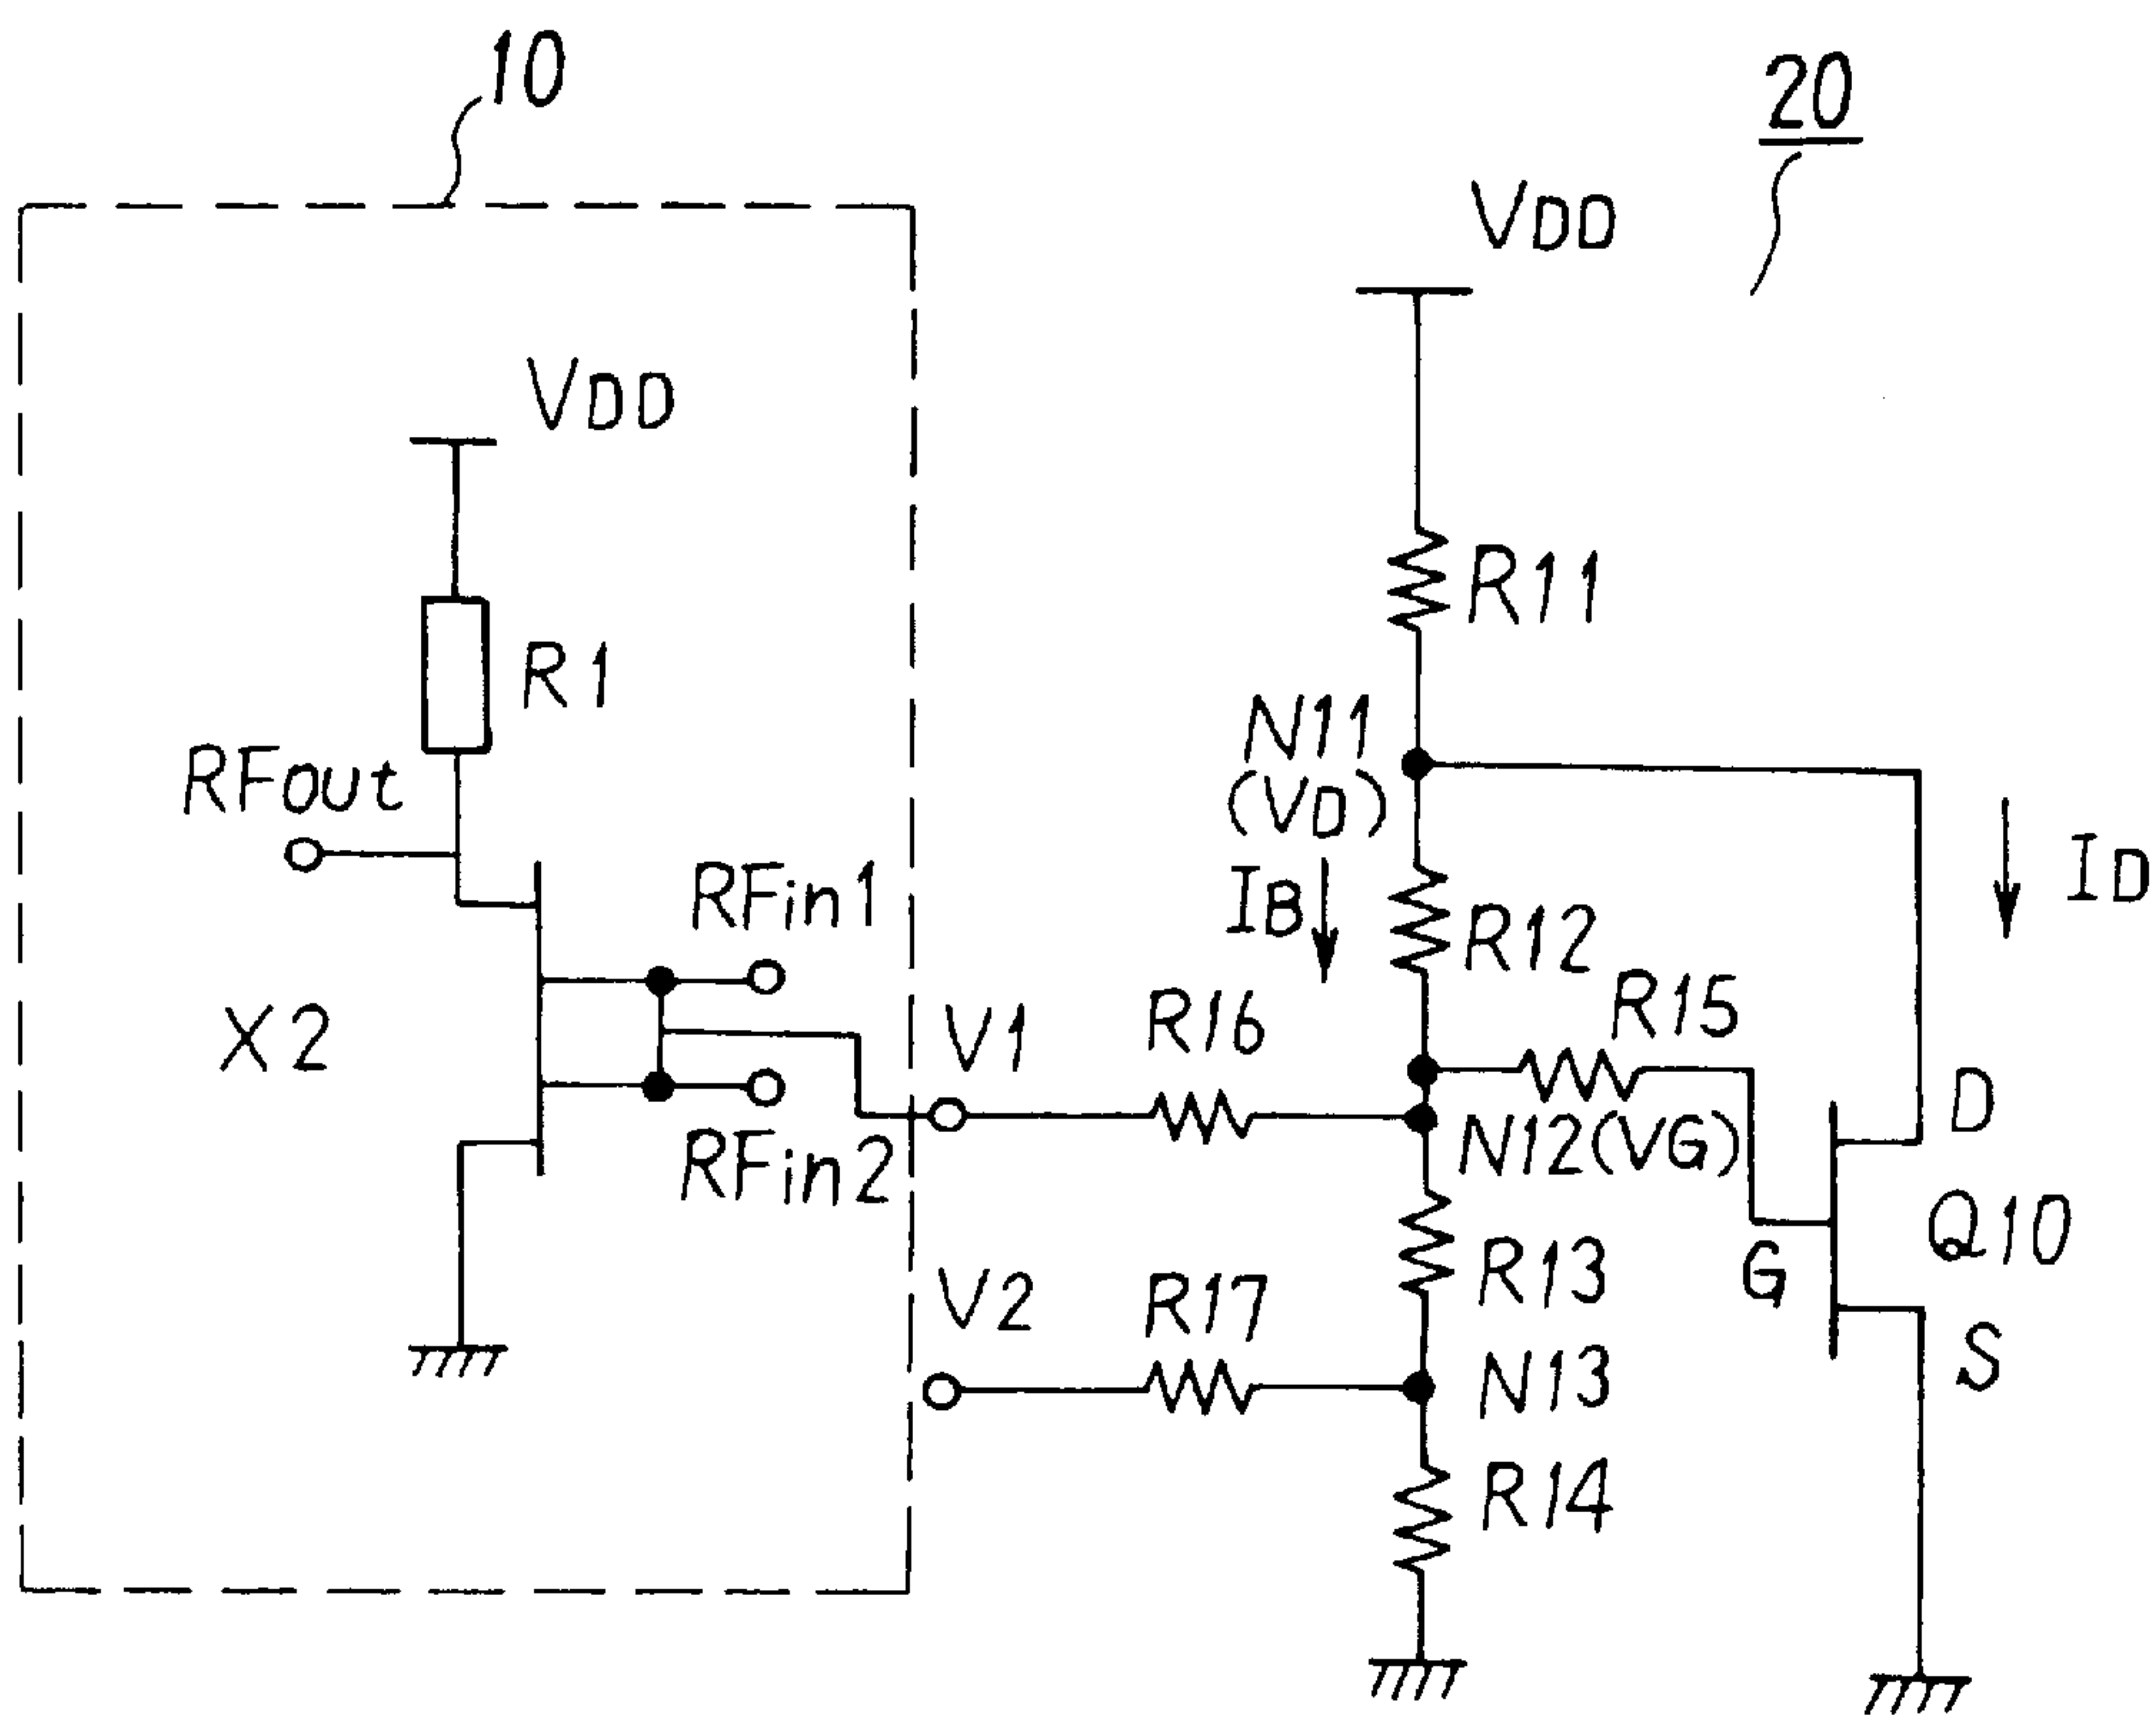 10
20
VDD
VDD
R11
R1
N11
(VD)
RFout
ID
RFin1
IB
R12
R15
R16
V1
X2
D
N12(VG)
RFin2
Q10
R13
G
V2
R17
N13
S
R14